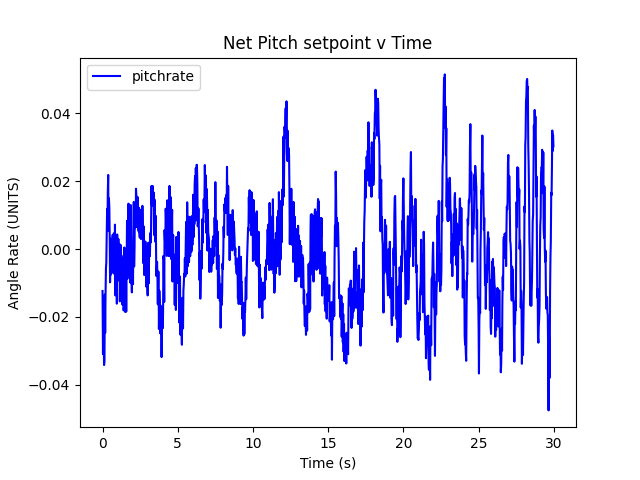 Net Pitch setpoint v Time
pitchrate
Angle Rate (UNITS)
0.04
0.02
0.00
−0.02
−0.04
0 5 10 15 20 25 30
Time (s)